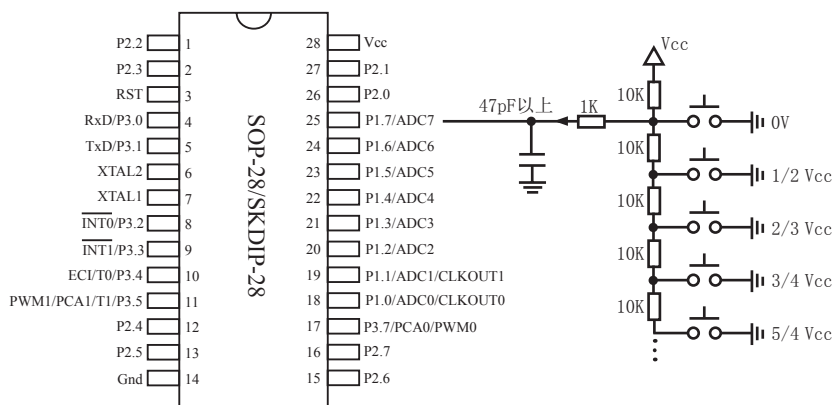 P2.2 1 28 Vcc
P2.3 2 27 P2.1
RST 3 26 P2.0
RxD/P3.0 4 25 P1.7/ADC7
TxD/P3.1 5 24 P1.6/ADC6
XTAL2 6 23 P1.5/ADC5
XTAL1 7 22 P1.4/ADC4
INT0/P3.2 8 21 P1.3/ADC3
INT1/P3.3 9 20 P1.2/ADC2
ECI/T0/P3.4 10 19 P1.1/ADC1/CLKOUT1
PWM1/PCA1/T1/P3.5 11 18 P1.0/ADC0/CLKOUT0
P2.4 12 17 P3.7/PCA0/PWM0
P2.5 13 16 P2.7
Gnd 14 15 P2.6
SOP-28/SKDIP-28
Vcc
10K
47pF以上 1K
0V
10K
1/2 Vcc
10K
2/3 Vcc
10K
3/4 Vcc
10K
5/4 Vcc